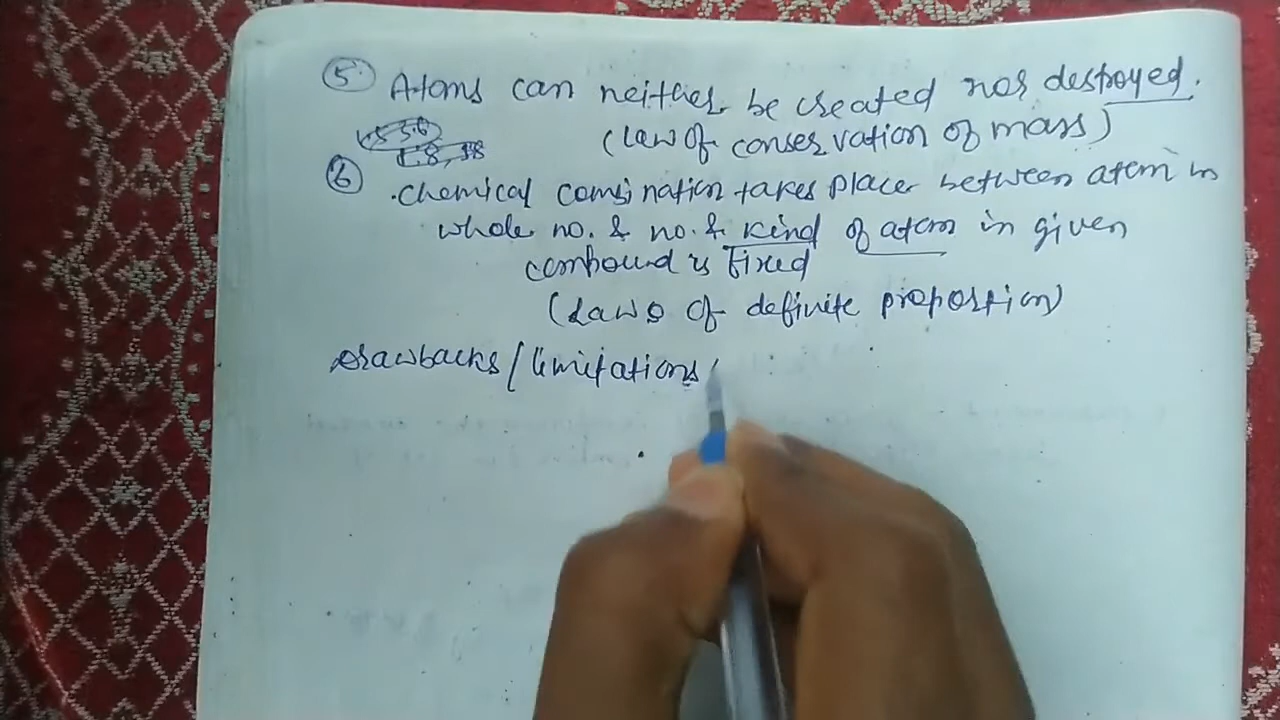 5 Atoms can neither be created nor destroyed.
(law of conservation of mass)
6 Chemical combination takes place between atom in
whole no. & no. & kind of atom in given
compound is fixed
(Laws of definite proportion)
Drawbacks/limitations